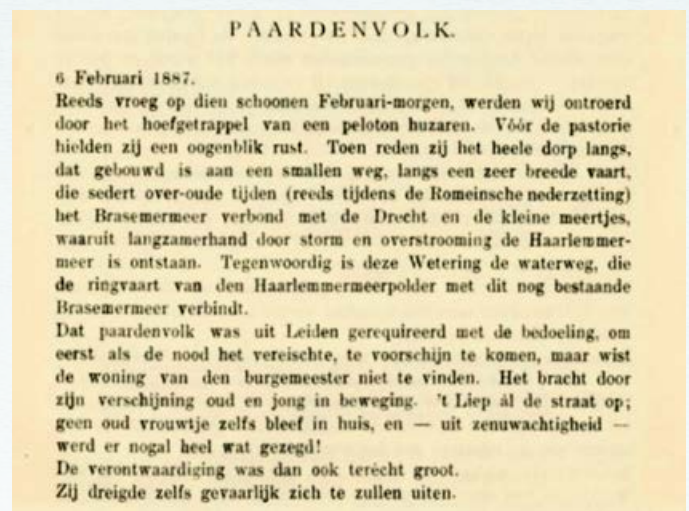 PAARDENVOLK.
6 Februari 1887.
Reeds vroeg op dien schoonen Februari-morgen, werden wij ontroerd
door het hoefgetrappel van een peloton huzaren. Vóór de pastorie
hielden zij een oogenblik rust. Toen reden zij het heele dorp langs,
dat gebouwd is aan een smallen weg, langs een zeer breede vaart,
die sedert over-oude tijden (reeds tijdens de Romeinsche nederzetting)
het Brasemermeer verbond met de Drecht en de kleine meertjes,
waaruit langzamerhand door storm en overstrooming de Haarlemmer-
meer is ontstaan. Tegenwoordig is deze Wetering de waterweg, die
de ringvaart van den Haarlemmermeerpolder met dit nog bestaande
Brasemermeer verbindt.
Dat paardenvolk was uit Leiden gerequireerd met de bedoeling, om
eerst als de nood het vereischte, te voorschijn te komen, maar wist
de woning van den burgemeester niet te vinden. Het bracht door
zijn verschijning oud en jong in beweging. 't Liep ál de straat op;
geen oud vrouwtje zelfs bleef in huis, en — uit zenuwachtigheid —
werd er nogal heel wat gezegd!
De verontwaardiging was dan ook terécht groot.
Zij dreigde zelfs gevaarlijk zich te zullen uiten.